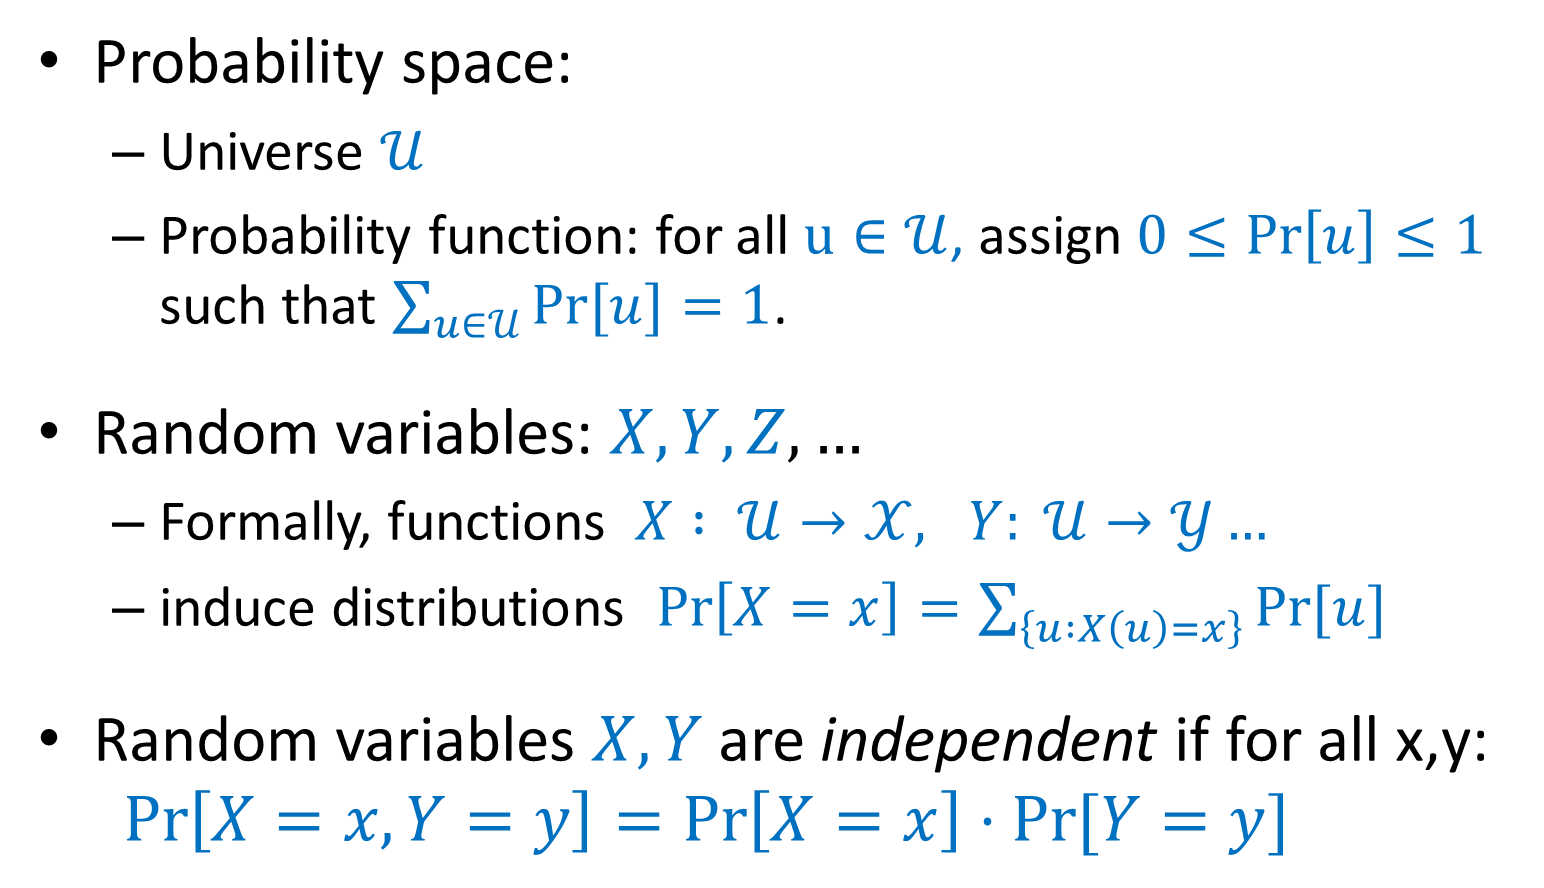 • Probability space:
– Universe 𝒰
– Probability function: for all u ∈ 𝒰, assign 0 ≤ Pr[𝑢] ≤ 1
such that ∑_{𝑢∈𝒰} Pr[𝑢] = 1.
• Random variables: 𝑋, 𝑌, 𝑍, …
– Formally, functions 𝑋 : 𝒰 → 𝒳, 𝑌: 𝒰 → 𝒴 …
– induce distributions Pr[𝑋 = 𝑥] = ∑_{{𝑢:𝑋(𝑢)=𝑥}} Pr[𝑢]
• Random variables 𝑋, 𝑌 are independent if for all x,y:
Pr[𝑋 = 𝑥, 𝑌 = 𝑦] = Pr[𝑋 = 𝑥] · Pr[𝑌 = 𝑦]